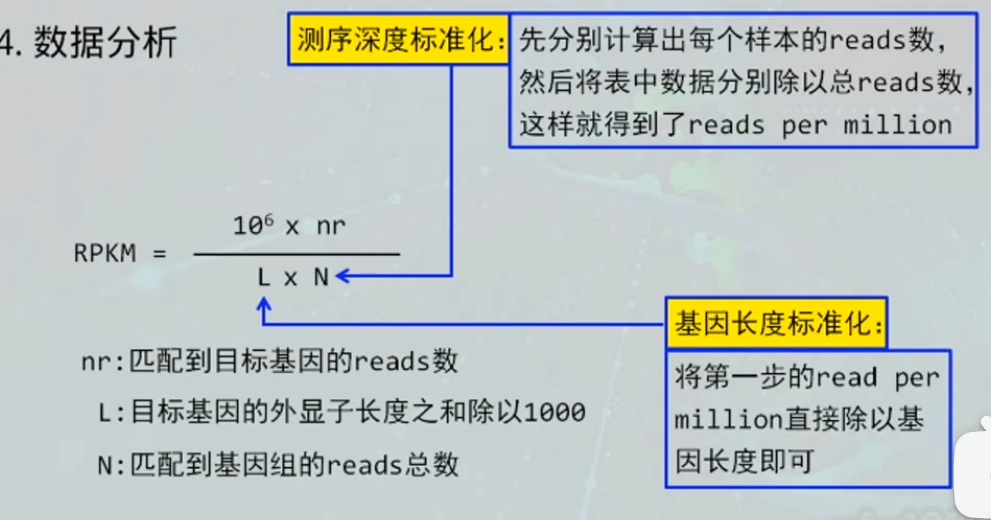 4. 数据分析
测序深度标准化:
先分别计算出每个样本的reads数,
然后将表中数据分别除以总reads数,
这样就得到了reads per million
RPKM = 10⁶ x nr
L x N
基因长度标准化:
将第一步的read per
million直接除以基
因长度即可
nr:匹配到目标基因的reads数
L:目标基因的外显子长度之和除以1000
N:匹配到基因组的reads总数